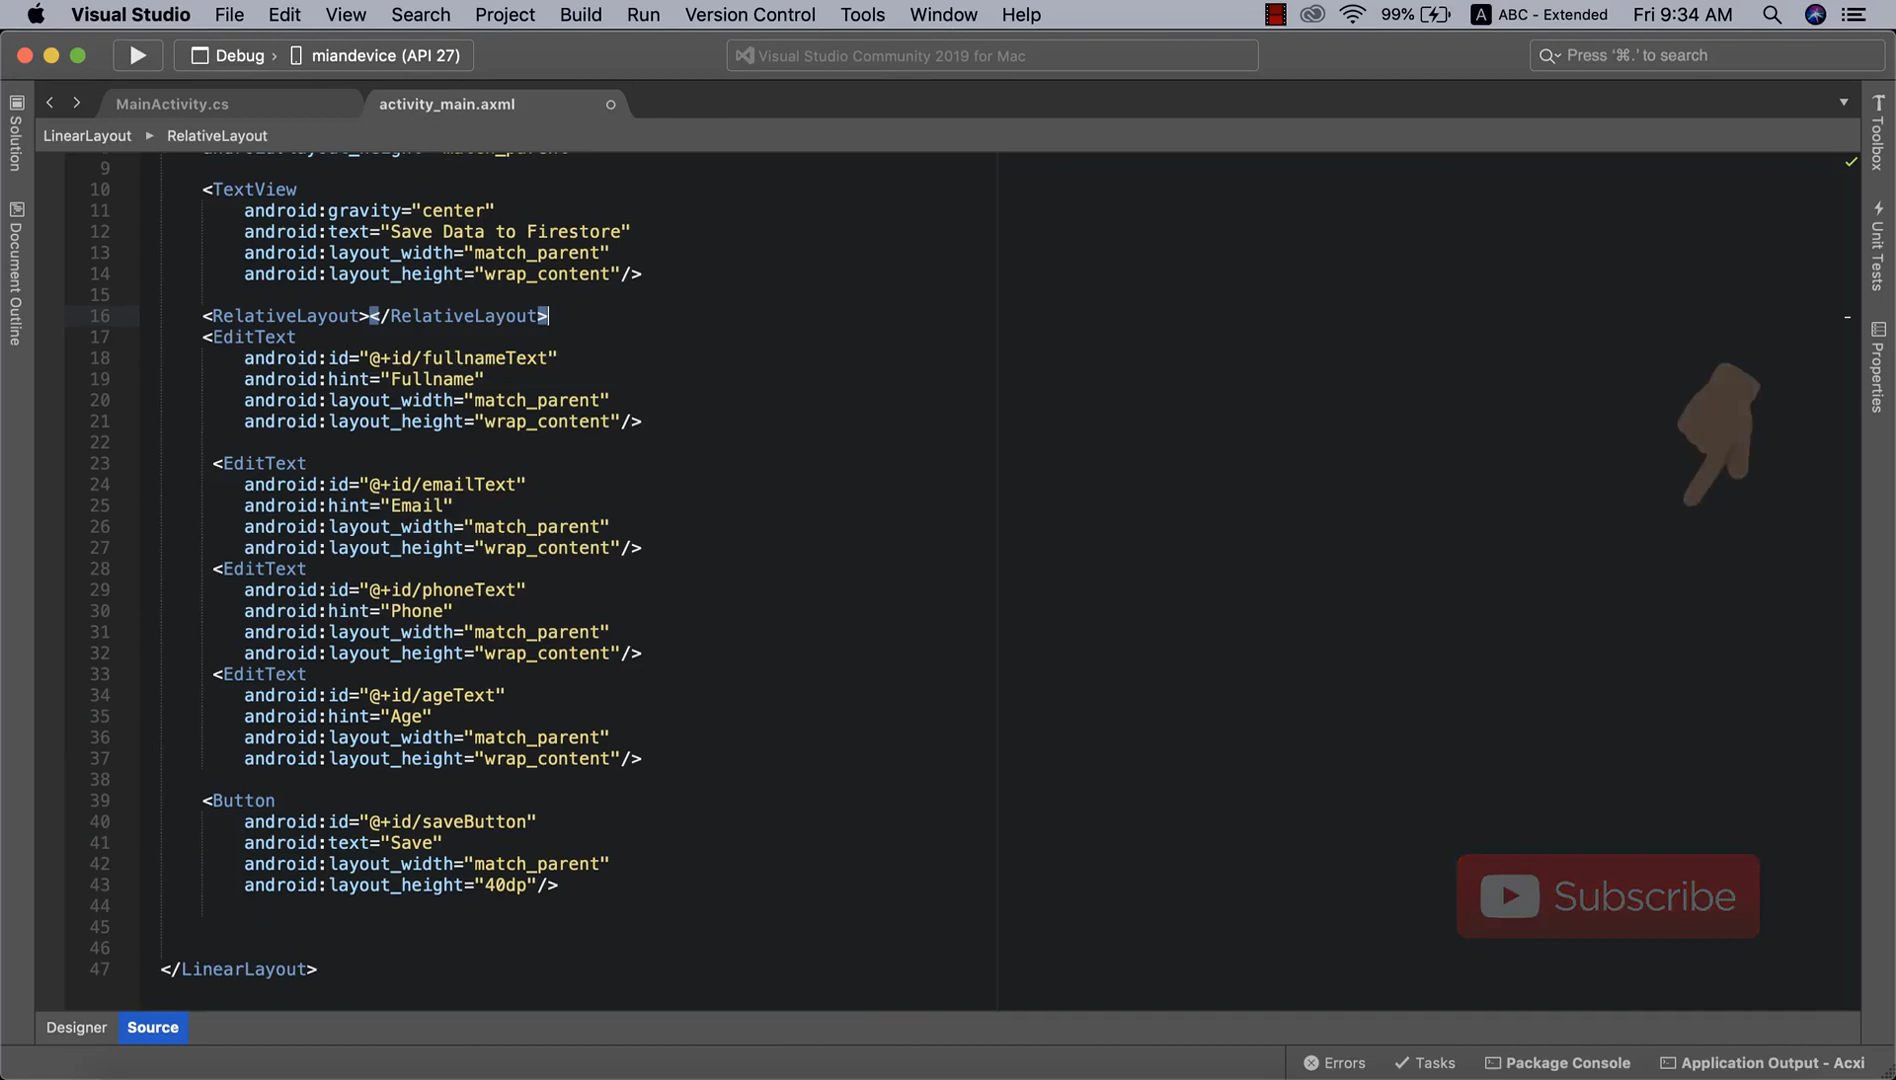 Visual Studio File Edit View Search Project Build Run Version Control Tools Window Help 99% A ABC - Extended Fri 9:34 AM
Debug › miandevice (API 27) Visual Studio Community 2019 for Mac Press ‘⌘.’ to search
MainActivity.cs activity_main.axml
LinearLayout ▸ RelativeLayout
Solution
Document Outline
Toolbox
Unit Tests
Properties
9
10 <TextView
11 android:gravity="center"
12 android:text="Save Data to Firestore"
13 android:layout_width="match_parent"
14 android:layout_height="wrap_content"/>
15
16 <RelativeLayout></RelativeLayout>
17 <EditText
18 android:id="@+id/fullnameText"
19 android:hint="Fullname"
20 android:layout_width="match_parent"
21 android:layout_height="wrap_content"/>
22
23 <EditText
24 android:id="@+id/emailText"
25 android:hint="Email"
26 android:layout_width="match_parent"
27 android:layout_height="wrap_content"/>
28 <EditText
29 android:id="@+id/phoneText"
30 android:hint="Phone"
31 android:layout_width="match_parent"
32 android:layout_height="wrap_content"/>
33 <EditText
34 android:id="@+id/ageText"
35 android:hint="Age"
36 android:layout_width="match_parent"
37 android:layout_height="wrap_content"/>
38
39 <Button
40 android:id="@+id/saveButton"
41 android:text="Save"
42 android:layout_width="match_parent"
43 android:layout_height="40dp"/>
44
45
46
47 </LinearLayout>
Subscribe
Designer Source
Errors Tasks Package Console Application Output - Acxi